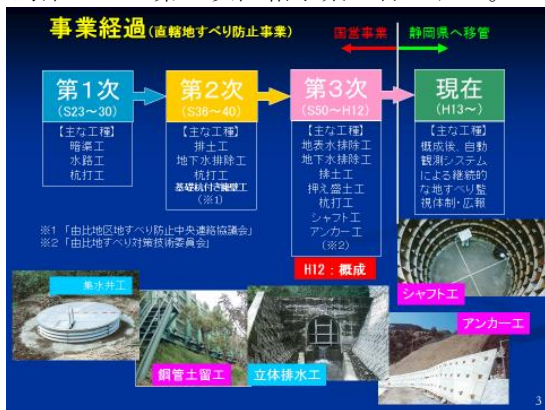 事業経過(直轄地すべり防止事業)
国営事業
静岡県へ移管
第1次
(S23～30)
【主な工種】
暗渠工
水路工
杭打工
第2次
(S36～40)
【主な工種】
排土工
地下水排除工
杭打工
基礎杭付き擁壁工
(※1)
第3次
(S50～H12)
【主な工種】
地表水排除工
地下水排除工
排土工
押え盛土工
杭打工
シャフト工
アンカー工
(※2)
H12：概成
現在
(H13～)
【主な工種】
概成後、自動
観測システム
による継続的
な地すべり監
視体制・広報
※1「由比地区地すべり防止中央連絡協議会」
※2「由比地すべり対策技術委員会」
集水井工
鋼管土留工
立体排水工
シャフト工
アンカー工
3